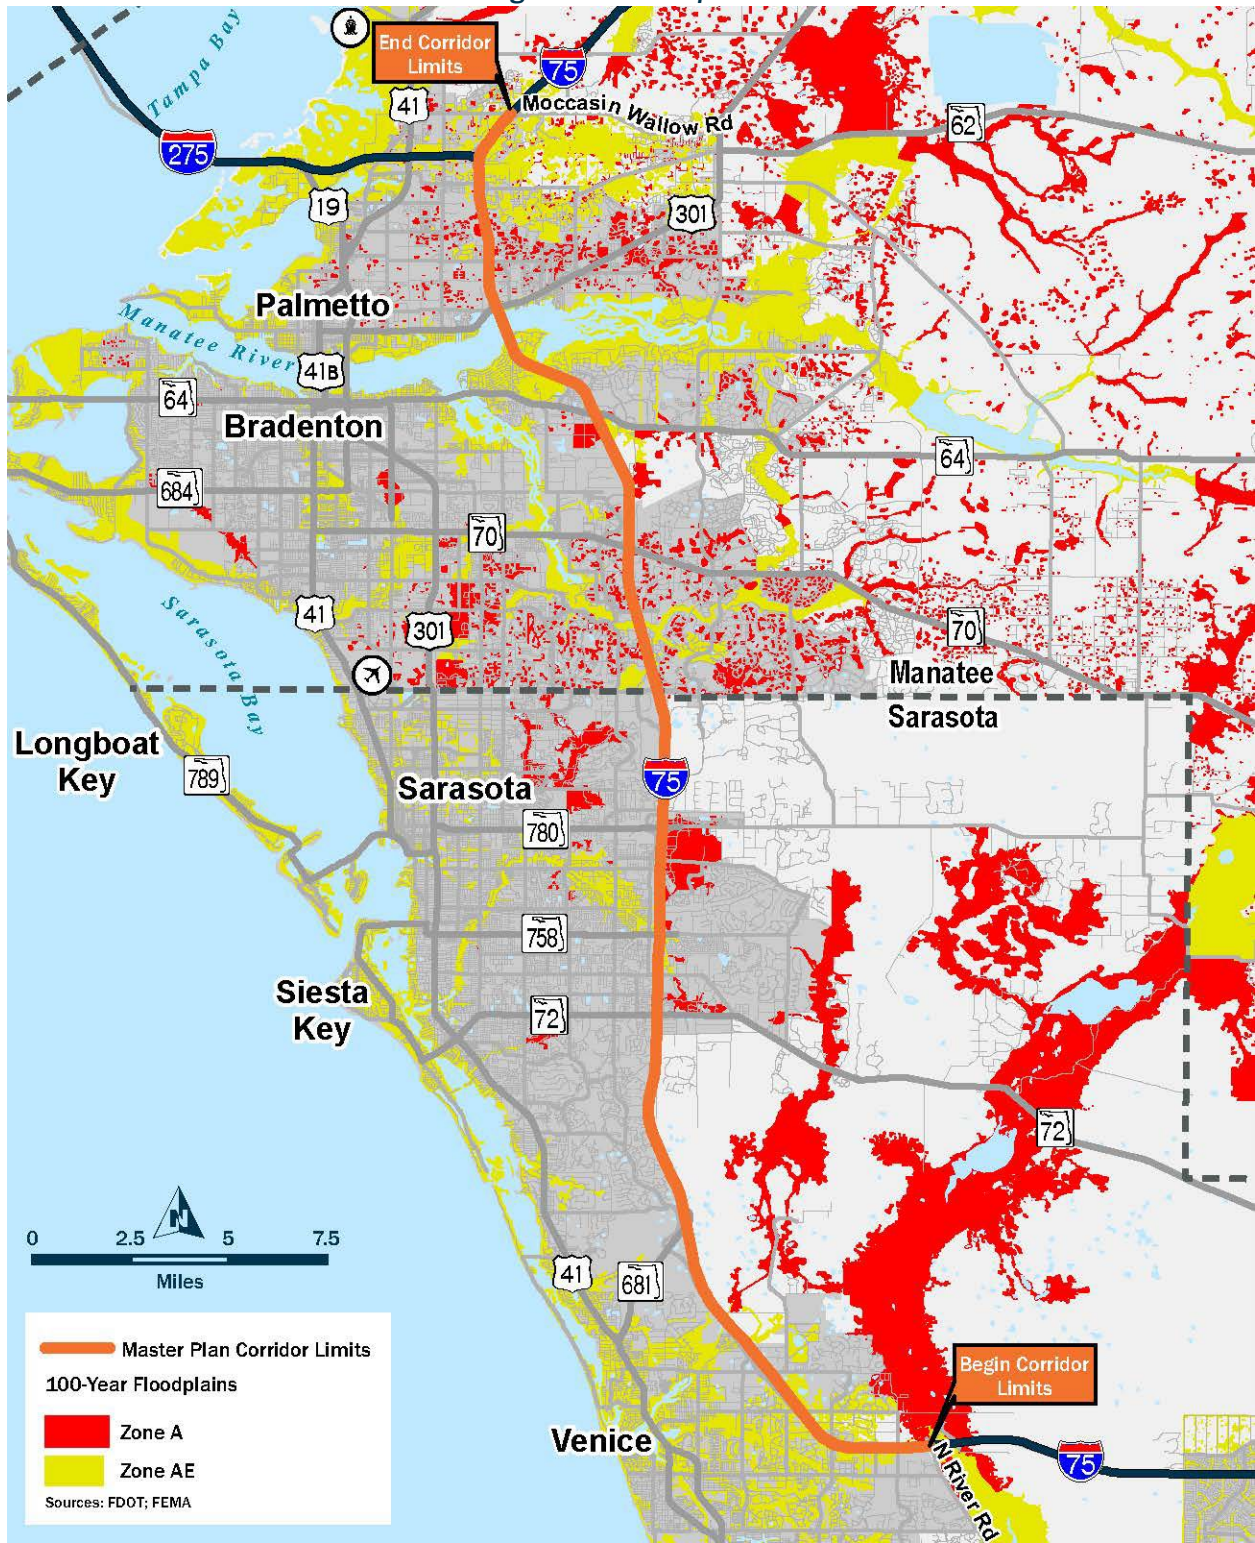 End Corridor
Limits
75
Tampa Bay
41
Moccasin Wallow Rd
62
275
19
301
Palmetto
Manatee River
41B
64
Bradenton
64
684
70
Sarasota Bay
41
301
70
Manatee
Sarasota
Longboat
Key
789
75
Sarasota
780
758
Siesta
Key
72
72
N
0 2.5 5 7.5
Miles
41
681
Master Plan Corridor Limits
100-Year Floodplains
Zone A
Zone AE
Sources: FDOT; FEMA
Begin Corridor
Limits
Venice
N River Rd
75